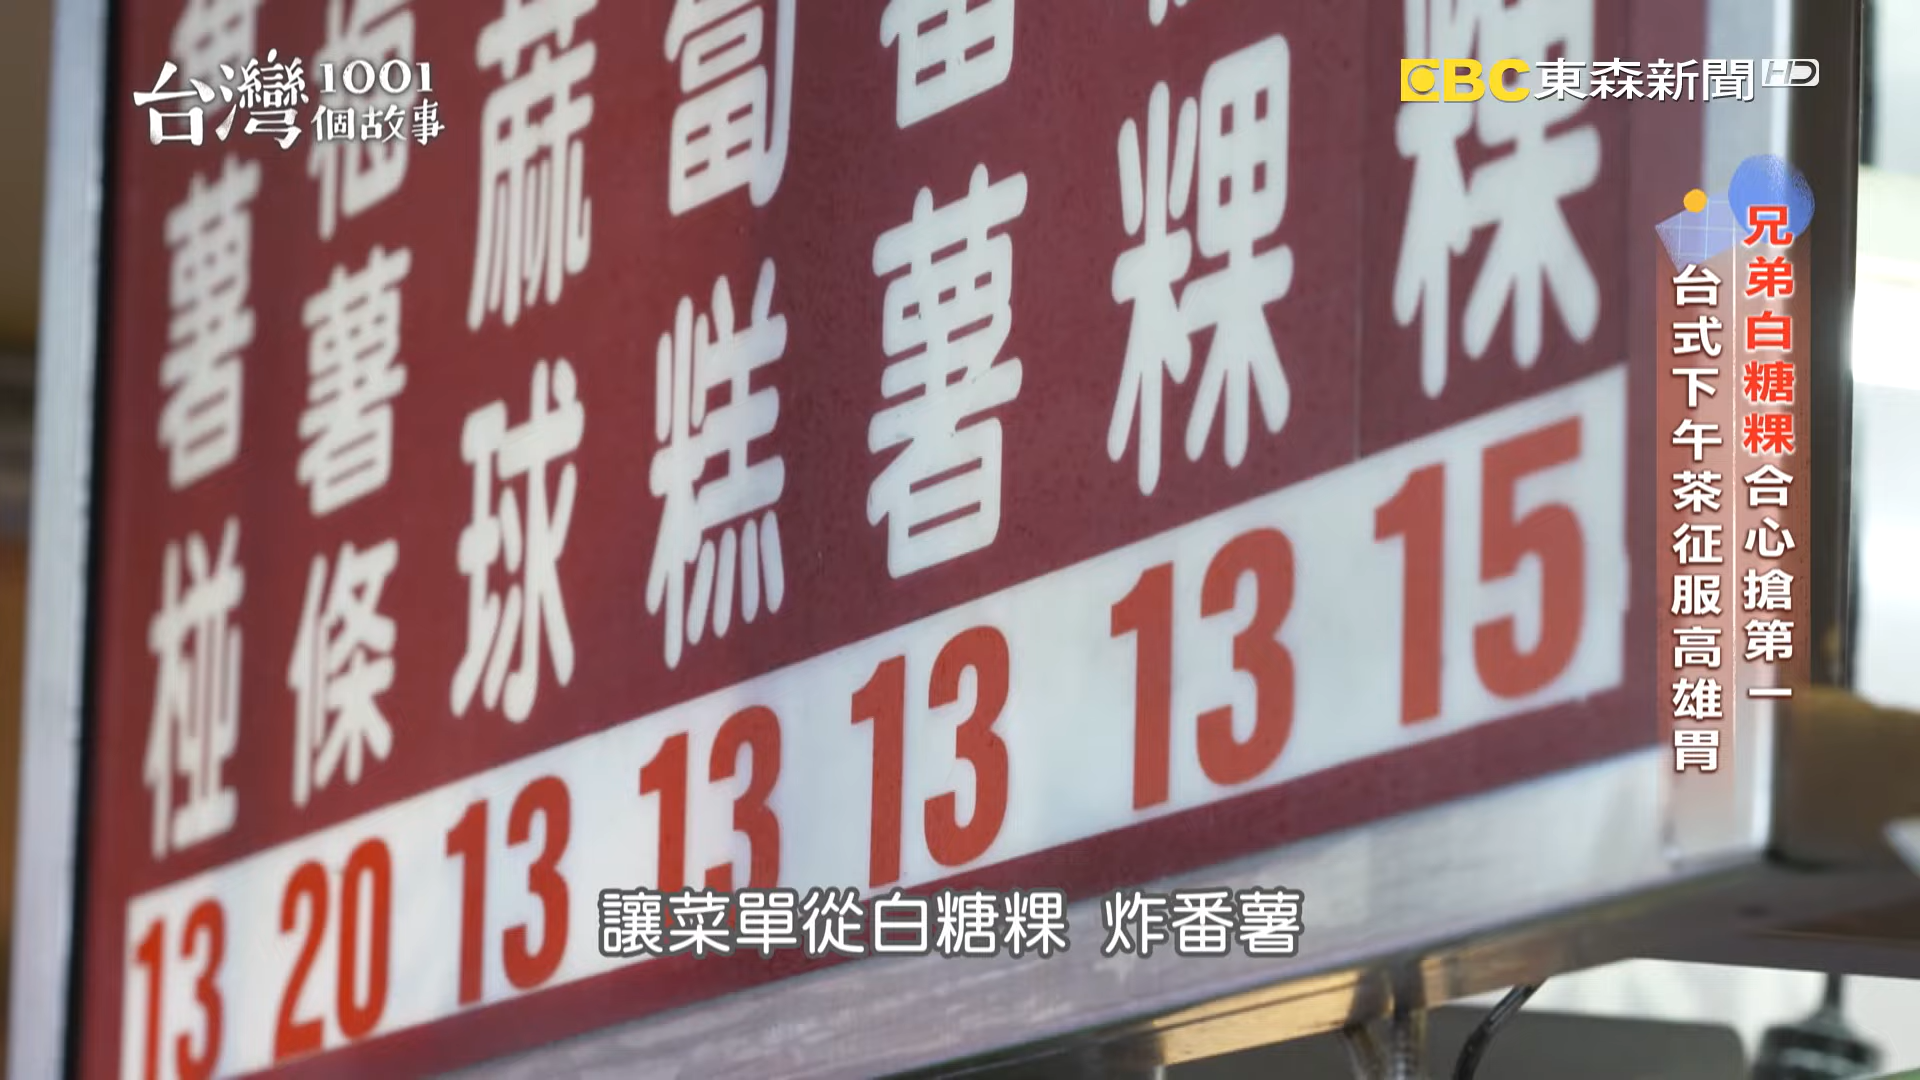 台灣1001個故事
EBC東森新聞HD
兄弟白糖粿合心搶第一
台式下午茶征服高雄胃
粿 15
粿 13
番薯 13
富糕 13
蔴球 13
梅薯條 20
薯椪 13
讓菜單從白糖粿 炸番薯